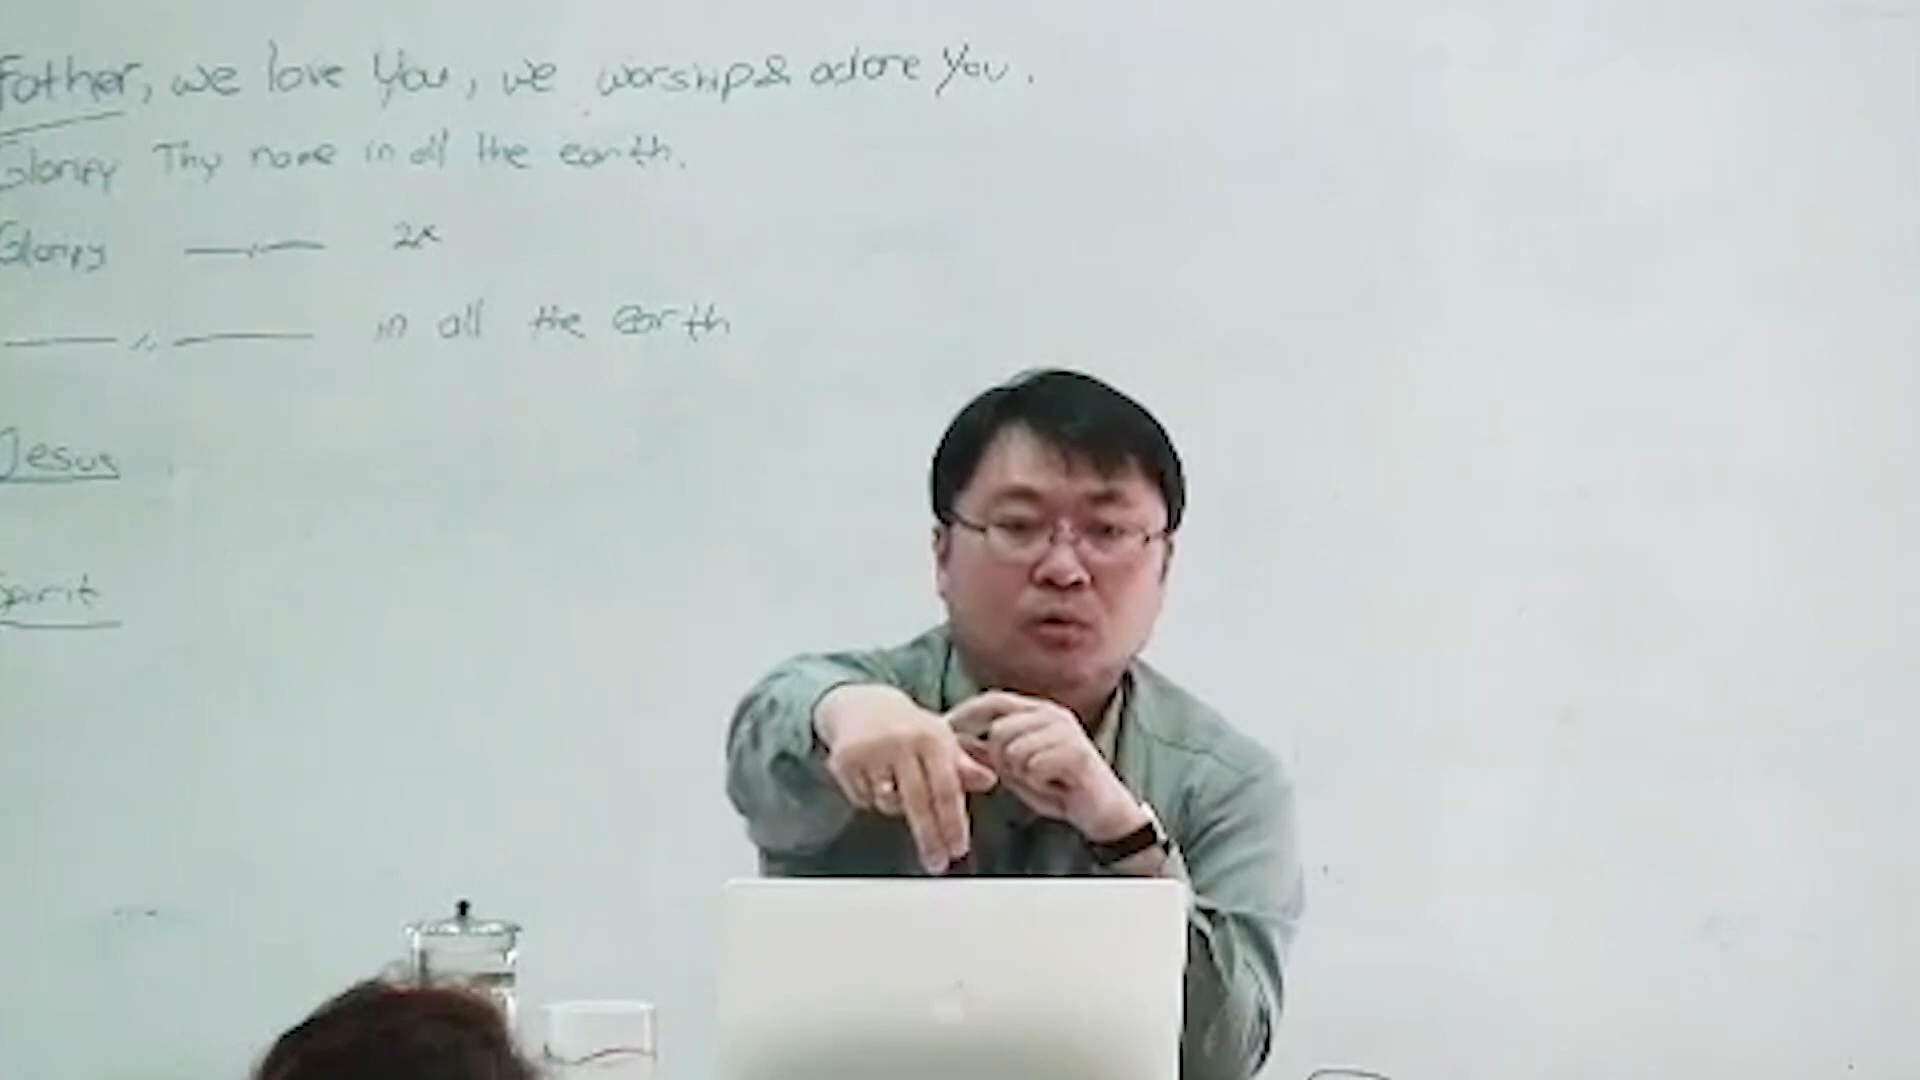 Father, we love You, we worship & adore You.
Glorify Thy name in all the earth.
Glorify 2x
in all the earth
Jesus
Spirit